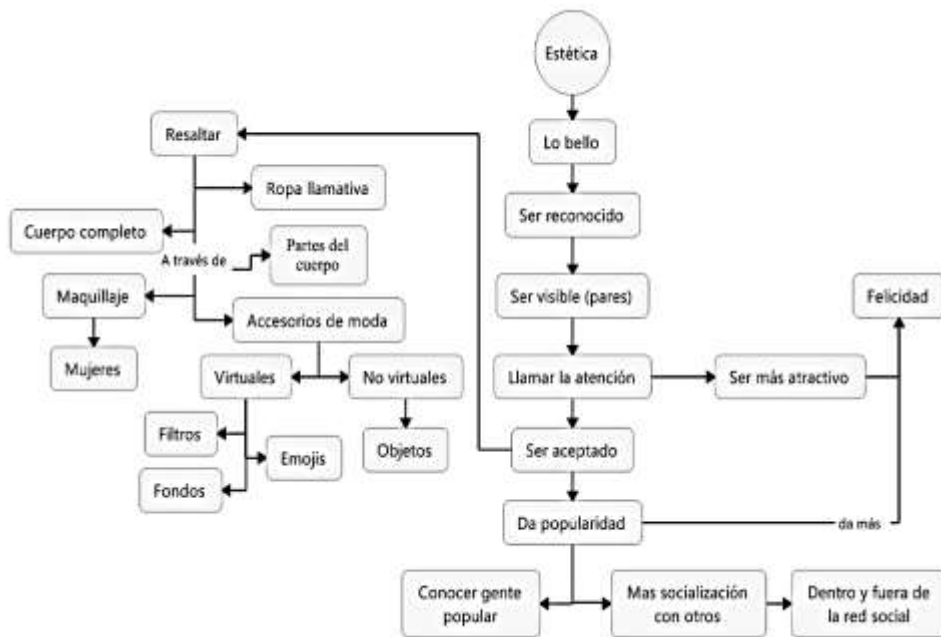 Estética
Resaltar
Lo bello
Ropa llamativa
Ser reconocido
Cuerpo completo
A través de
Partes del
cuerpo
Maquillaje
Ser visible (pares)
Felicidad
Accesorios de moda
Mujeres
Virtuales
No virtuales
Llamar la atención
Ser más atractivo
Filtros
Emojis
Objetos
Ser aceptado
Fondos
Da popularidad
da más
Conocer gente
popular
Mas socialización
con otros
Dentro y fuera de
la red social